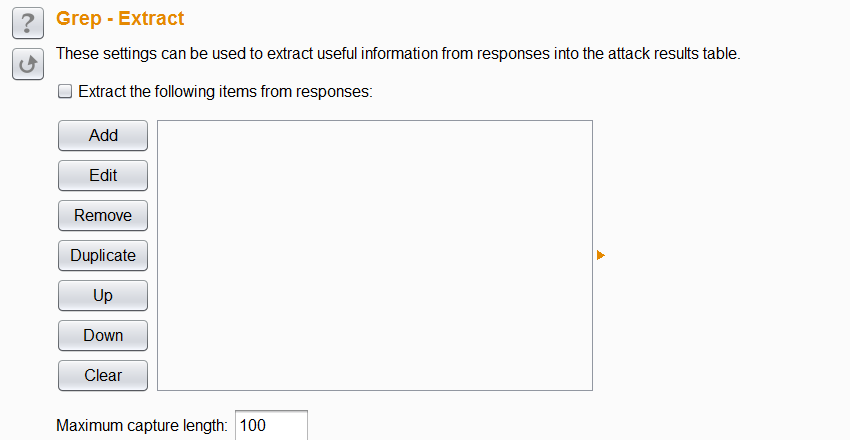 ?
Grep - Extract
These settings can be used to extract useful information from responses into the attack results table.
Extract the following items from responses:
Add
Edit
Remove
Duplicate
Up
Down
Clear
Maximum capture length: 100